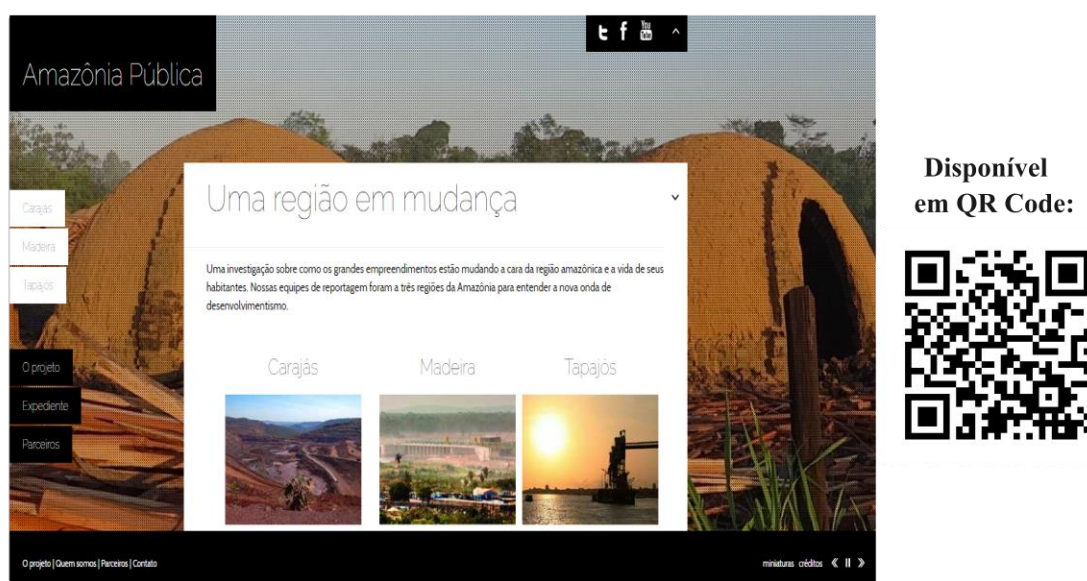 You
Tube
Amazônia Pública
Disponível
em QR Code:
Uma região em mudança
Carajás
Madeira
Tapajós
Uma investigação sobre como os grandes empreendimentos estão mudando a cara da região amazônica e a vida de seus
habitantes. Nossas equipes de reportagem foram a três regiões da Amazônia para entender a nova onda de
desenvolvimentismo.
O projeto
Expediente
Parceiros
Carajás
Madeira
Tapajós
O projeto | Quem somos | Parceiros | Contato
miniaturas créditos